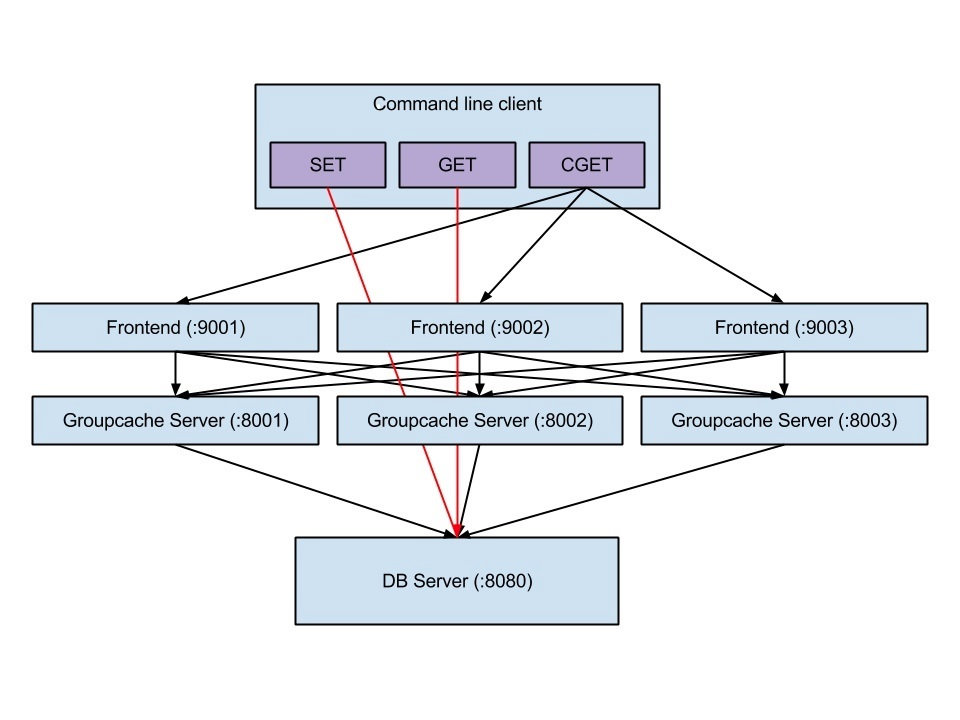 Command line client
SET GET CGET
Frontend (:9001) Frontend (:9002) Frontend (:9003)
Groupcache Server (:8001) Groupcache Server (:8002) Groupcache Server (:8003)
DB Server (:8080)